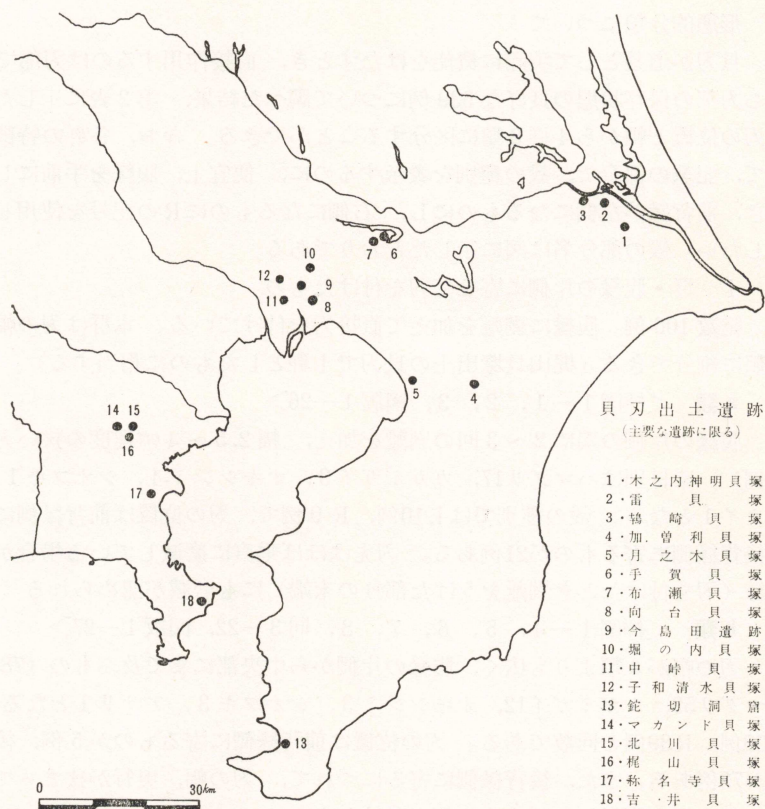 貝刃出土遺跡
(主要な遺跡に限る)
1・木之内神明貝塚
2・雷貝塚
3・鴇崎貝塚
4・加曽利貝塚
5・月之木貝塚
6・手賀貝塚
7・布瀬貝塚
8・向台貝塚
9・今島田遺跡
10・堀の内貝塚
11・中峠貝塚
12・子和清水貝塚
13・鉈切洞窟
14・マカンド貝塚
15・北川貝塚
16・梶山貝塚
17・称名寺貝塚
18・吉井貝塚
1
2
3
4
5
6
7
8
9
10
11
12
13
14
15
16
17
18
0 30km